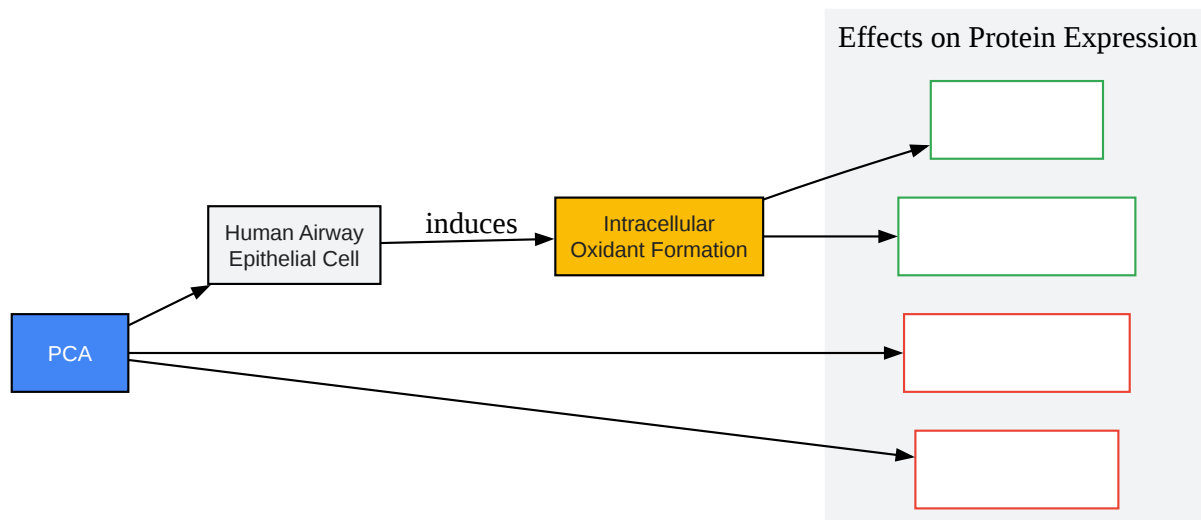 Effects on Protein Expression
Human Airway
Epithelial Cell
induces
Intracellular
Oxidant Formation
PCA